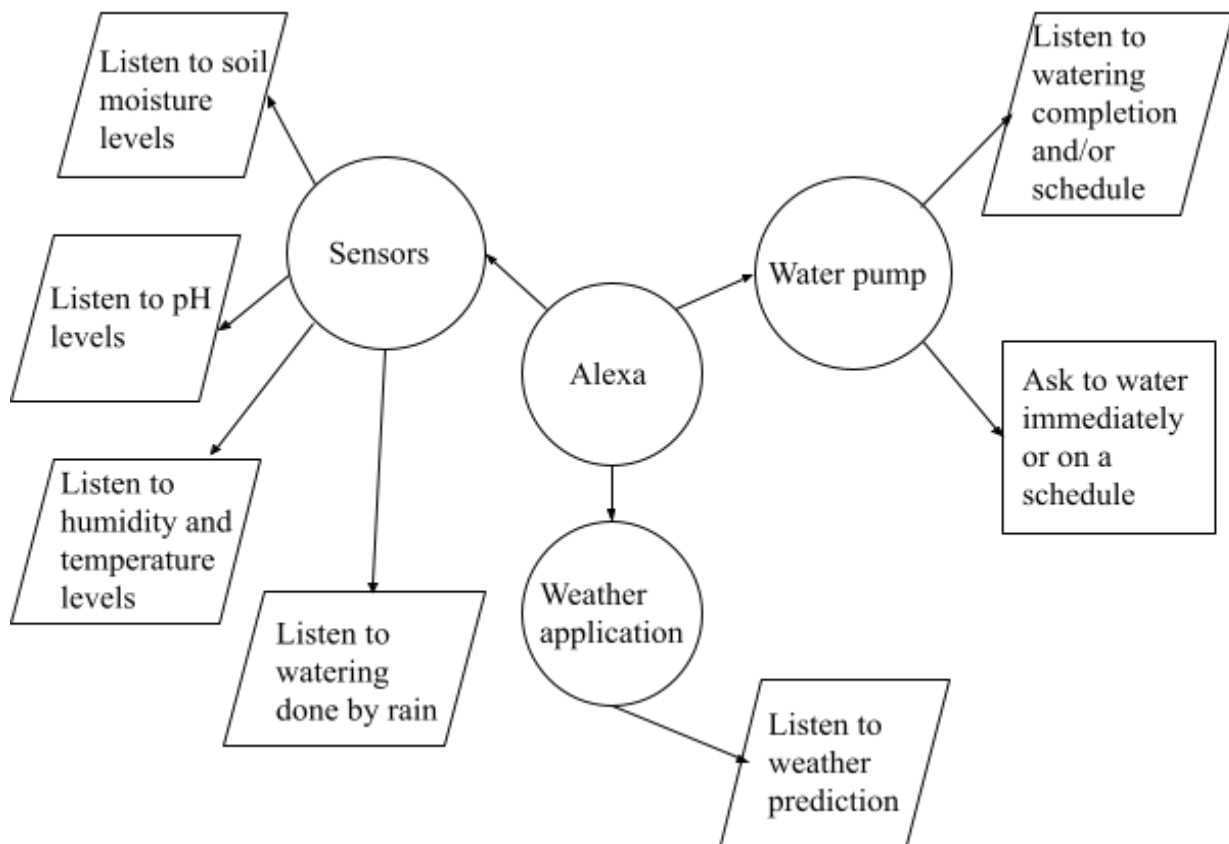 Listen to soil
moisture
levels
Listen to
watering
completion
and/or
schedule
Sensors
Water pump
Listen to pH
levels
Alexa
Ask to water
immediately
or on a
schedule
Listen to
humidity and
temperature
levels
Weather
application
Listen to
watering
done by rain
Listen to
weather
prediction